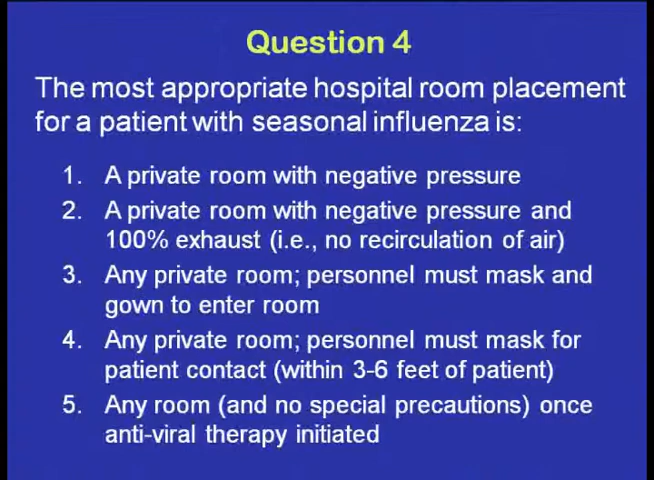 Question 4
The most appropriate hospital room placement
for a patient with seasonal influenza is:
1. A private room with negative pressure
2. A private room with negative pressure and
100% exhaust (i.e., no recirculation of air)
3. Any private room; personnel must mask and
gown to enter room
4. Any private room; personnel must mask for
patient contact (within 3-6 feet of patient)
5. Any room (and no special precautions) once
anti-viral therapy initiated